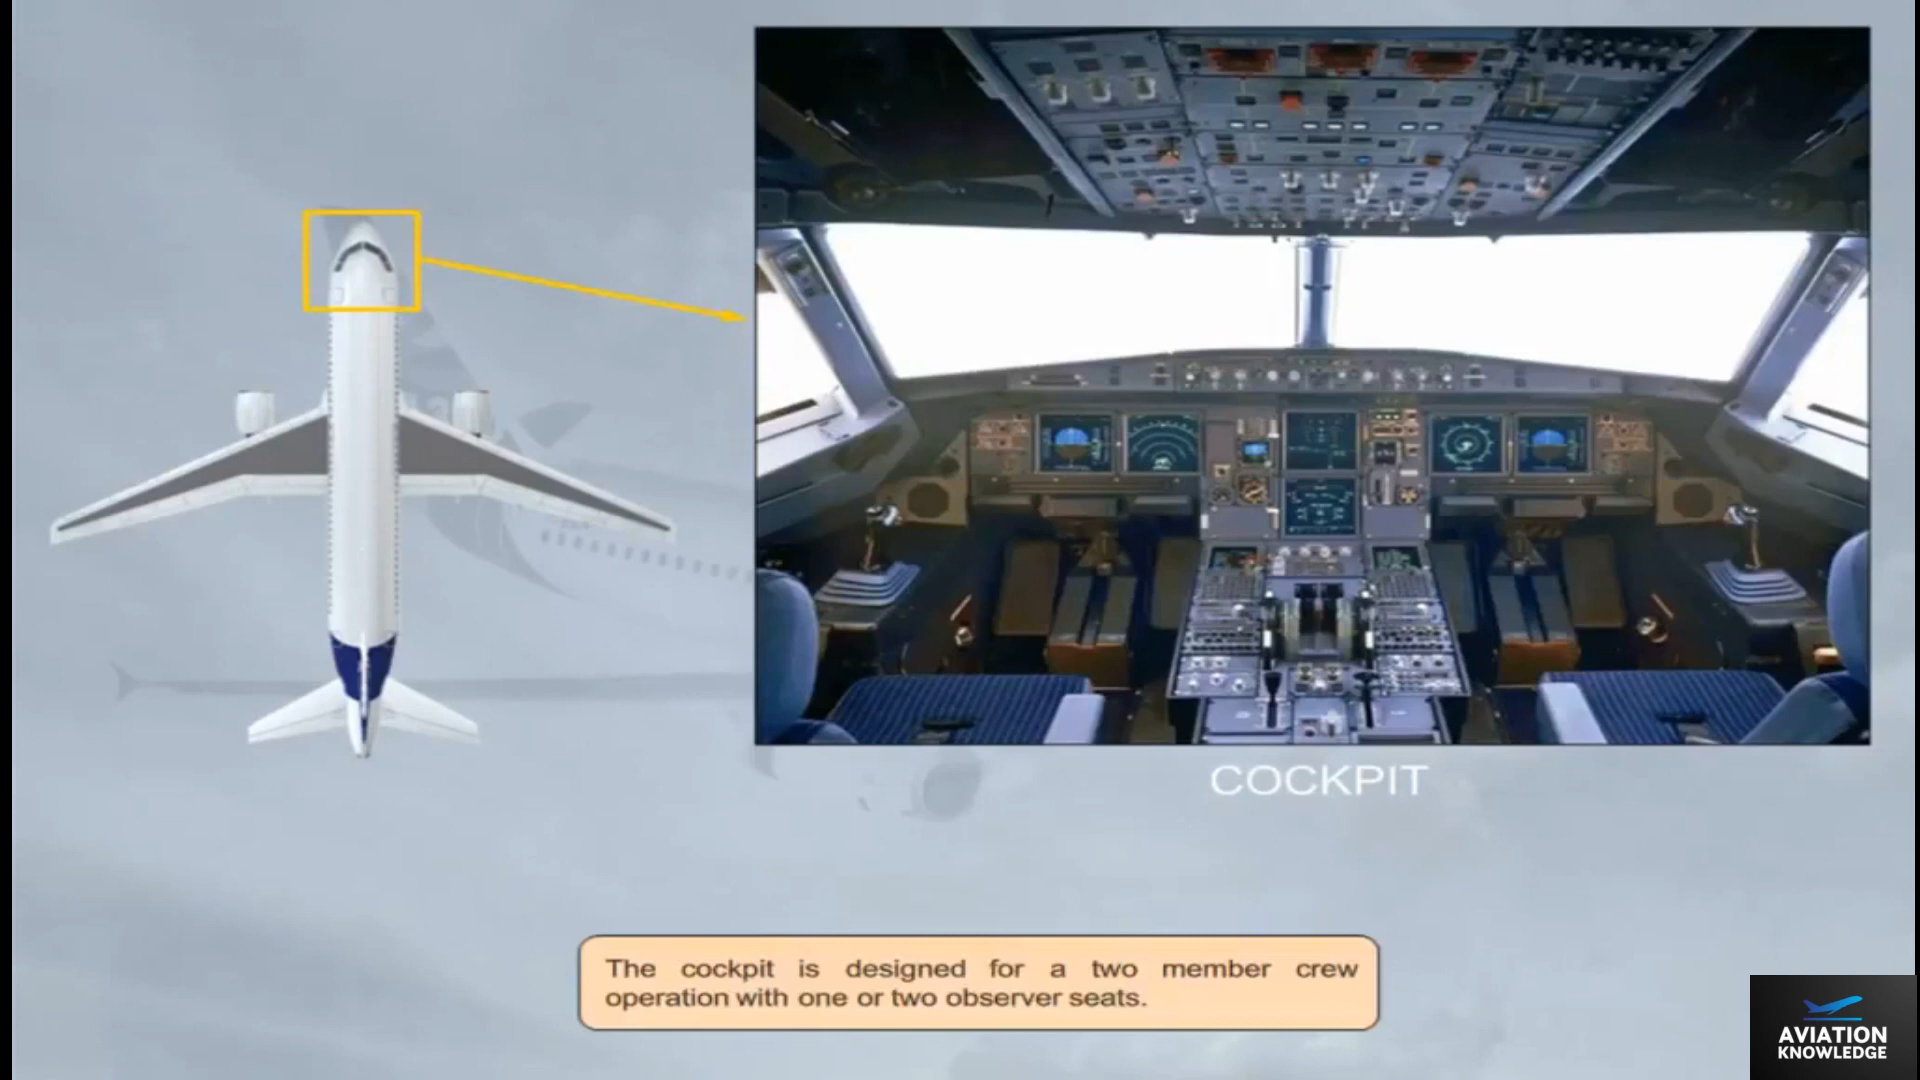 COCKPIT
The cockpit is designed for a two member crew
operation with one or two observer seats.
AVIATION
KNOWLEDGE